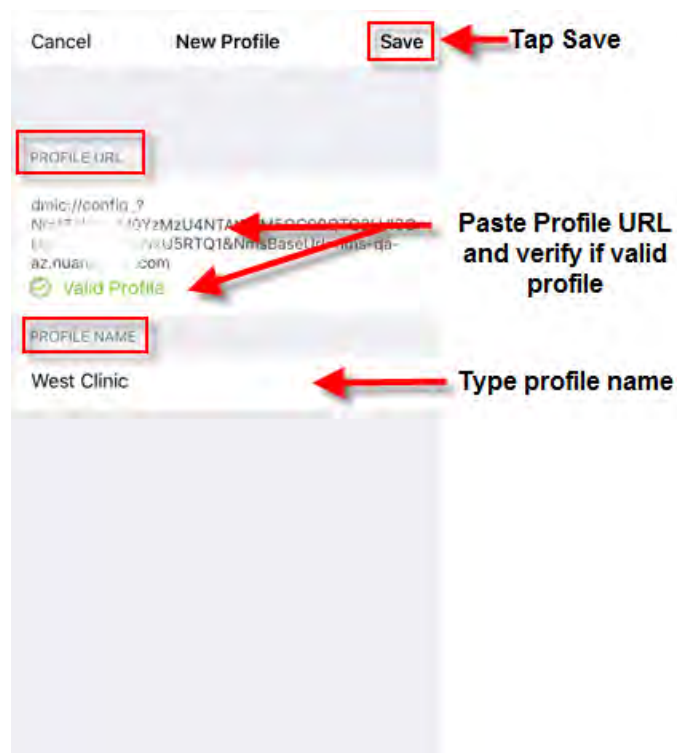 Cancel New Profile Save Tap Save
PROFILE URL
dmic://config_?
Paste Profile URL
and verify if valid
profile
Valid Profile
PROFILE NAME
West Clinic Type profile name